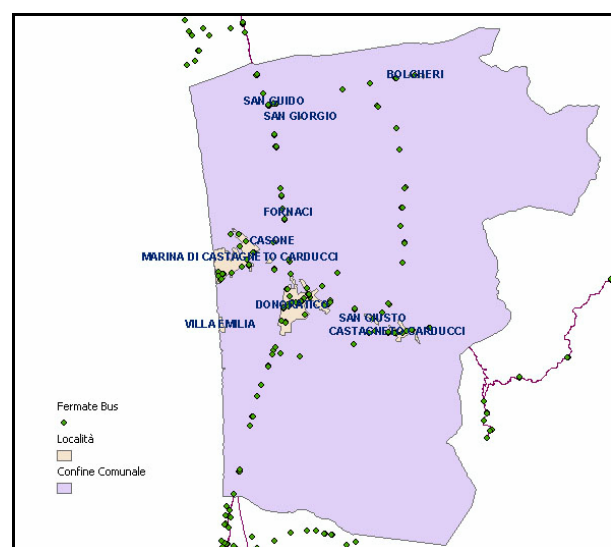 BOLGHERI
SAN GUIDO
SAN GIORGIO
FORNACI
CASONE
MARINA DI CASTAGNETO CARDUCCI
DONORATICO
SAN GIUSTO
VILLA EMILIA
CASTAGNETO CARDUCCI
Fermate Bus
Località
Confine Comunale